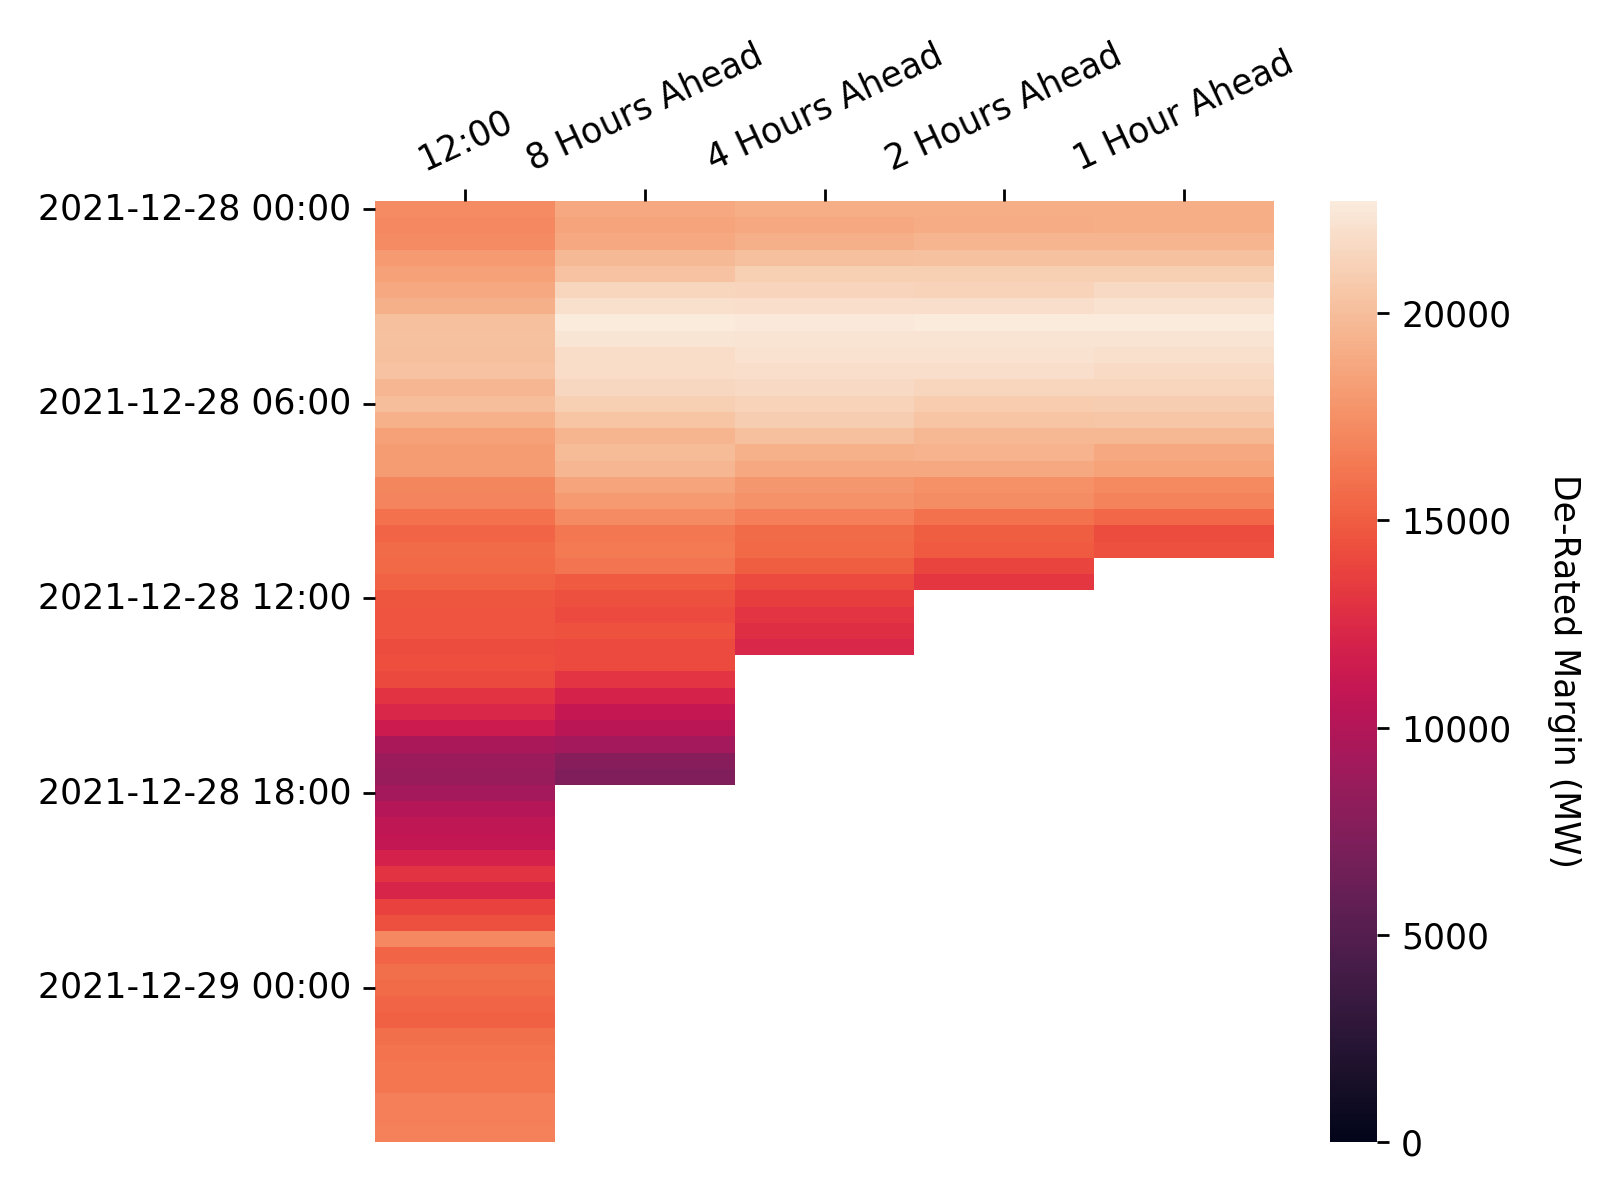 12:00
8 Hours Ahead
4 Hours Ahead
2 Hours Ahead
1 Hour Ahead
2021-12-28 00:00
2021-12-28 06:00
2021-12-28 12:00
2021-12-28 18:00
2021-12-29 00:00
20000
15000
10000
5000
0
De-Rated Margin (MW)